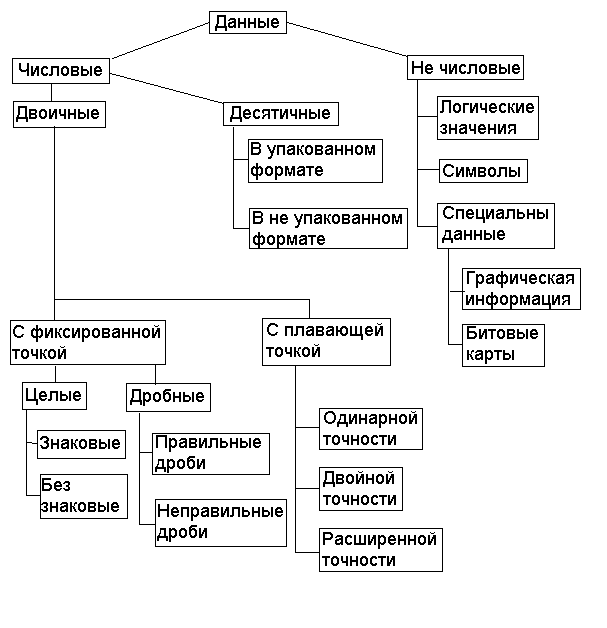 Данные
Числовые
Не числовые
Двоичные
Десятичные
Логические
значения
В упакованном
формате
Символы
В не упакованном
формате
Специальны
данные
Графическая
информация
С фиксированной
точкой
С плавающей
точкой
Битовые
карты
Целые
Дробные
Одинарной
точности
Знаковые
Правильные
дроби
Двойной
точности
Без
знаковые
Неправильные
дроби
Расширенной
точности